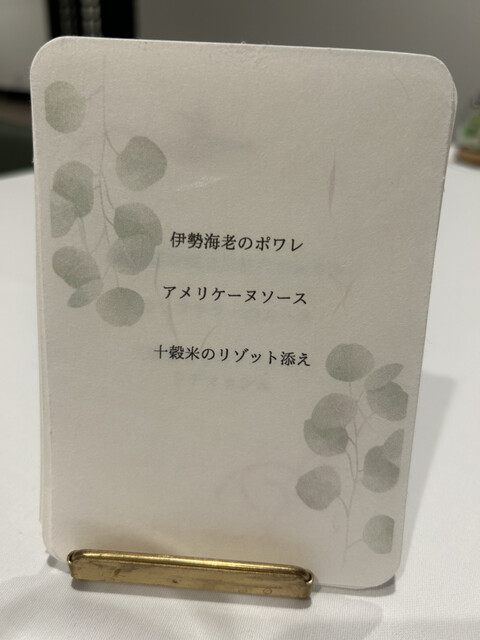 伊勢海老のポワレ
アメリケーヌソース
十穀米のリゾット添え